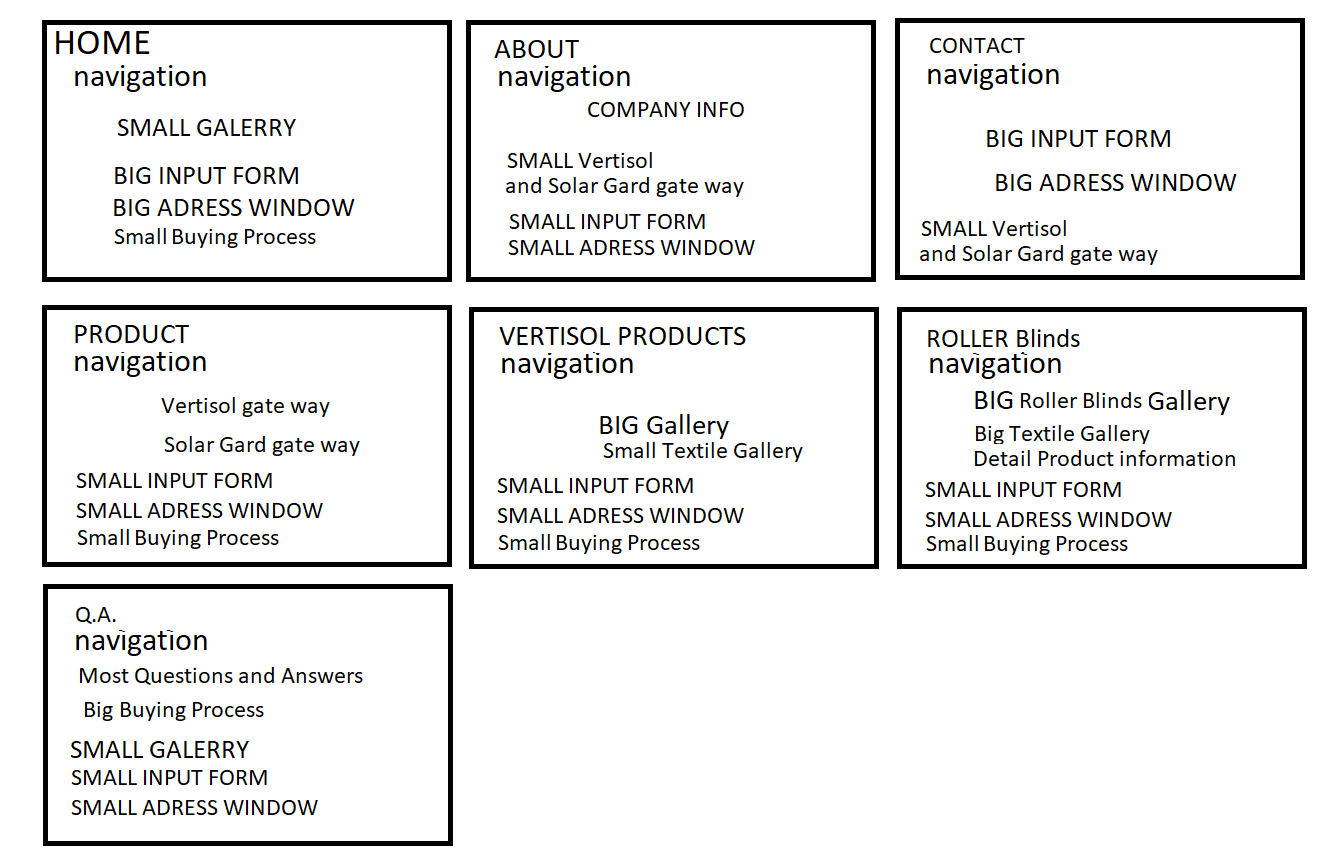 HOME
navigation
SMALL GALERRY
BIG INPUT FORM
BIG ADRESS WINDOW
Small Buying Process
ABOUT
navigation
COMPANY INFO
SMALL Vertisol
and Solar Gard gate way
SMALL INPUT FORM
SMALL ADRESS WINDOW
CONTACT
navigation
BIG INPUT FORM
BIG ADRESS WINDOW
SMALL Vertisol
and Solar Gard gate way
PRODUCT
navigation
Vertisol gate way
Solar Gard gate way
SMALL INPUT FORM
SMALL ADRESS WINDOW
Small Buying Process
VERTISOL PRODUCTS
navigation
BIG Gallery
Small Textile Gallery
SMALL INPUT FORM
SMALL ADRESS WINDOW
Small Buying Process
ROLLER Blinds
navigation
BIG Roller Blinds Gallery
Big Textile Gallery
Detail Product information
SMALL INPUT FORM
SMALL ADRESS WINDOW
Small Buying Process
Q.A.
navigation
Most Questions and Answers
Big Buying Process
SMALL GALERRY
SMALL INPUT FORM
SMALL ADRESS WINDOW